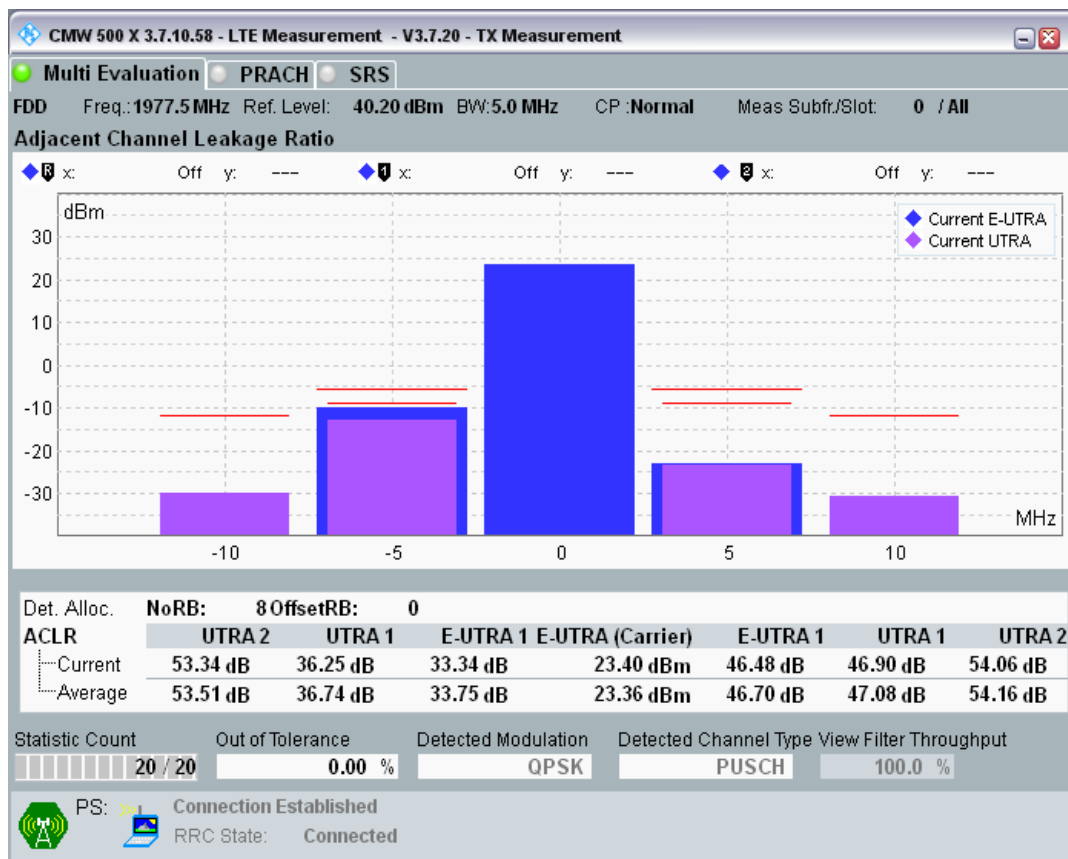 CMW 500 X 3.7.10.58 - LTE Measurement - V3.7.20 - TX Measurement
Multi Evaluation PRACH SRS
FDD Freq.:1977.5 MHz Ref. Level: 40.20 dBm BW:5.0 MHz CP :Normal Meas Subfr./Slot: 0 / All
Adjacent Channel Leakage Ratio
R x: Off y: --- 1 x: Off y: --- 2 x: Off y: ---
dBm
Current E-UTRA
Current UTRA
30
20
10
0
-10
-20
-30
MHz
-10 -5 0 5 10
Det. Alloc. NoRB: 8 OffsetRB: 0
ACLR UTRA 2 UTRA 1 E-UTRA 1 E-UTRA (Carrier) E-UTRA 1 UTRA 1 UTRA 2
Current 53.34 dB 36.25 dB 33.34 dB 23.40 dBm 46.48 dB 46.90 dB 54.06 dB
Average 53.51 dB 36.74 dB 33.75 dB 23.36 dBm 46.70 dB 47.08 dB 54.16 dB
Statistic Count Out of Tolerance Detected Modulation Detected Channel Type View Filter Throughput
20 / 20 0.00 % QPSK PUSCH 100.0 %
PS: Connection Established
RRC State: Connected